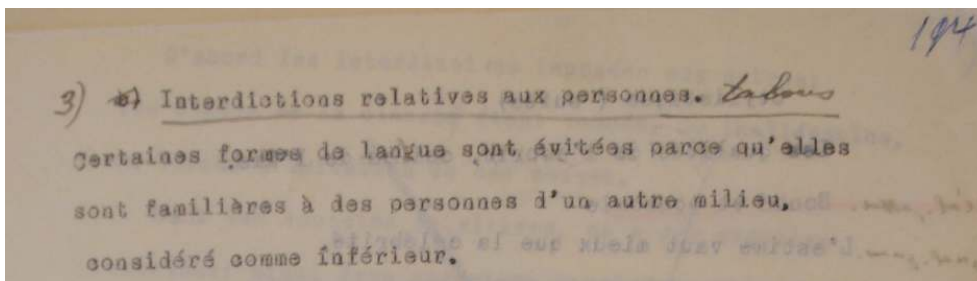 194
3) Interdictions relatives aux personnes. tabous
Certaines formes de langue sont évitées parce qu'elles
sont familières à des personnes d'un autre milieu,
considéré comme inférieur.